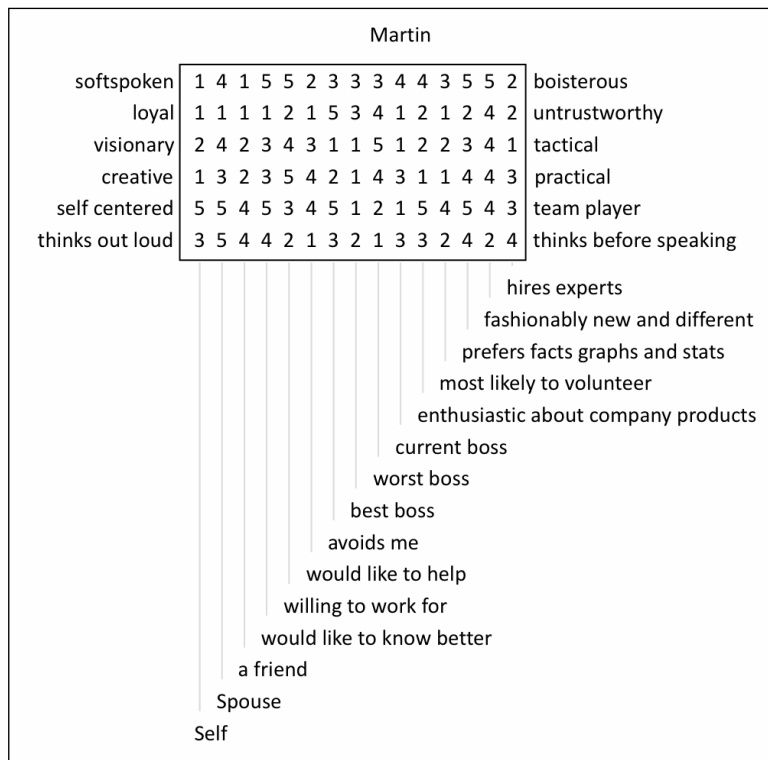 Martin
softspoken 1 4 1 5 5 2 3 3 3 4 4 3 5 5 2 boisterous
loyal 1 1 1 1 2 1 5 3 4 1 2 1 2 4 2 untrustworthy
visionary 2 4 2 3 4 3 1 1 5 1 2 2 3 4 1 tactical
creative 1 3 2 3 5 4 2 1 4 3 1 1 4 4 3 practical
self centered 5 5 4 5 3 4 5 1 2 1 5 4 5 4 3 team player
thinks out loud 3 5 4 4 2 1 3 2 1 3 3 2 4 2 4 thinks before speaking
hires experts
fashionably new and different
prefers facts graphs and stats
most likely to volunteer
enthusiastic about company products
current boss
worst boss
best boss
avoids me
would like to help
willing to work for
would like to know better
a friend
Spouse
Self